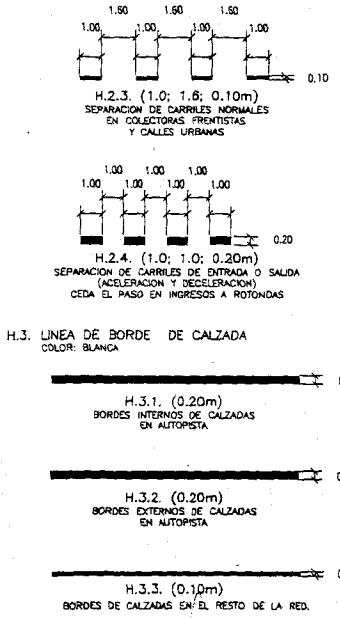 1.60 1.60 1.60
1.00 1.00 1.00 1.00
0.10
H.2.3. (1.0; 1.6; 0.10m)
SEPARACION DE CARRILES NORMALES
EN COLECTORAS FRENTISTAS
Y CALLES URBANAS
1.00 1.00 1.00
1.00 1.00 1.00 1.00
0.20
H.2.4. (1.0; 1.0; 0.20m)
SEPARACION DE CARRILES DE ENTRADA O SALIDA
(ACELERACION Y DECELERACION)
CEDA EL PASO EN INGRESOS A ROTONDAS
H.3. LINEA DE BORDE DE CALZADA
COLOR: BLANCA
H.3.1. (0.20m)
BORDES INTERNOS DE CALZADAS
EN AUTOPISTA
H.3.2. (0.20m)
BORDES EXTERNOS DE CALZADAS
EN AUTOPISTA
H.3.3. (0.10m)
BORDES DE CALZADAS EN EL RESTO DE LA RED.